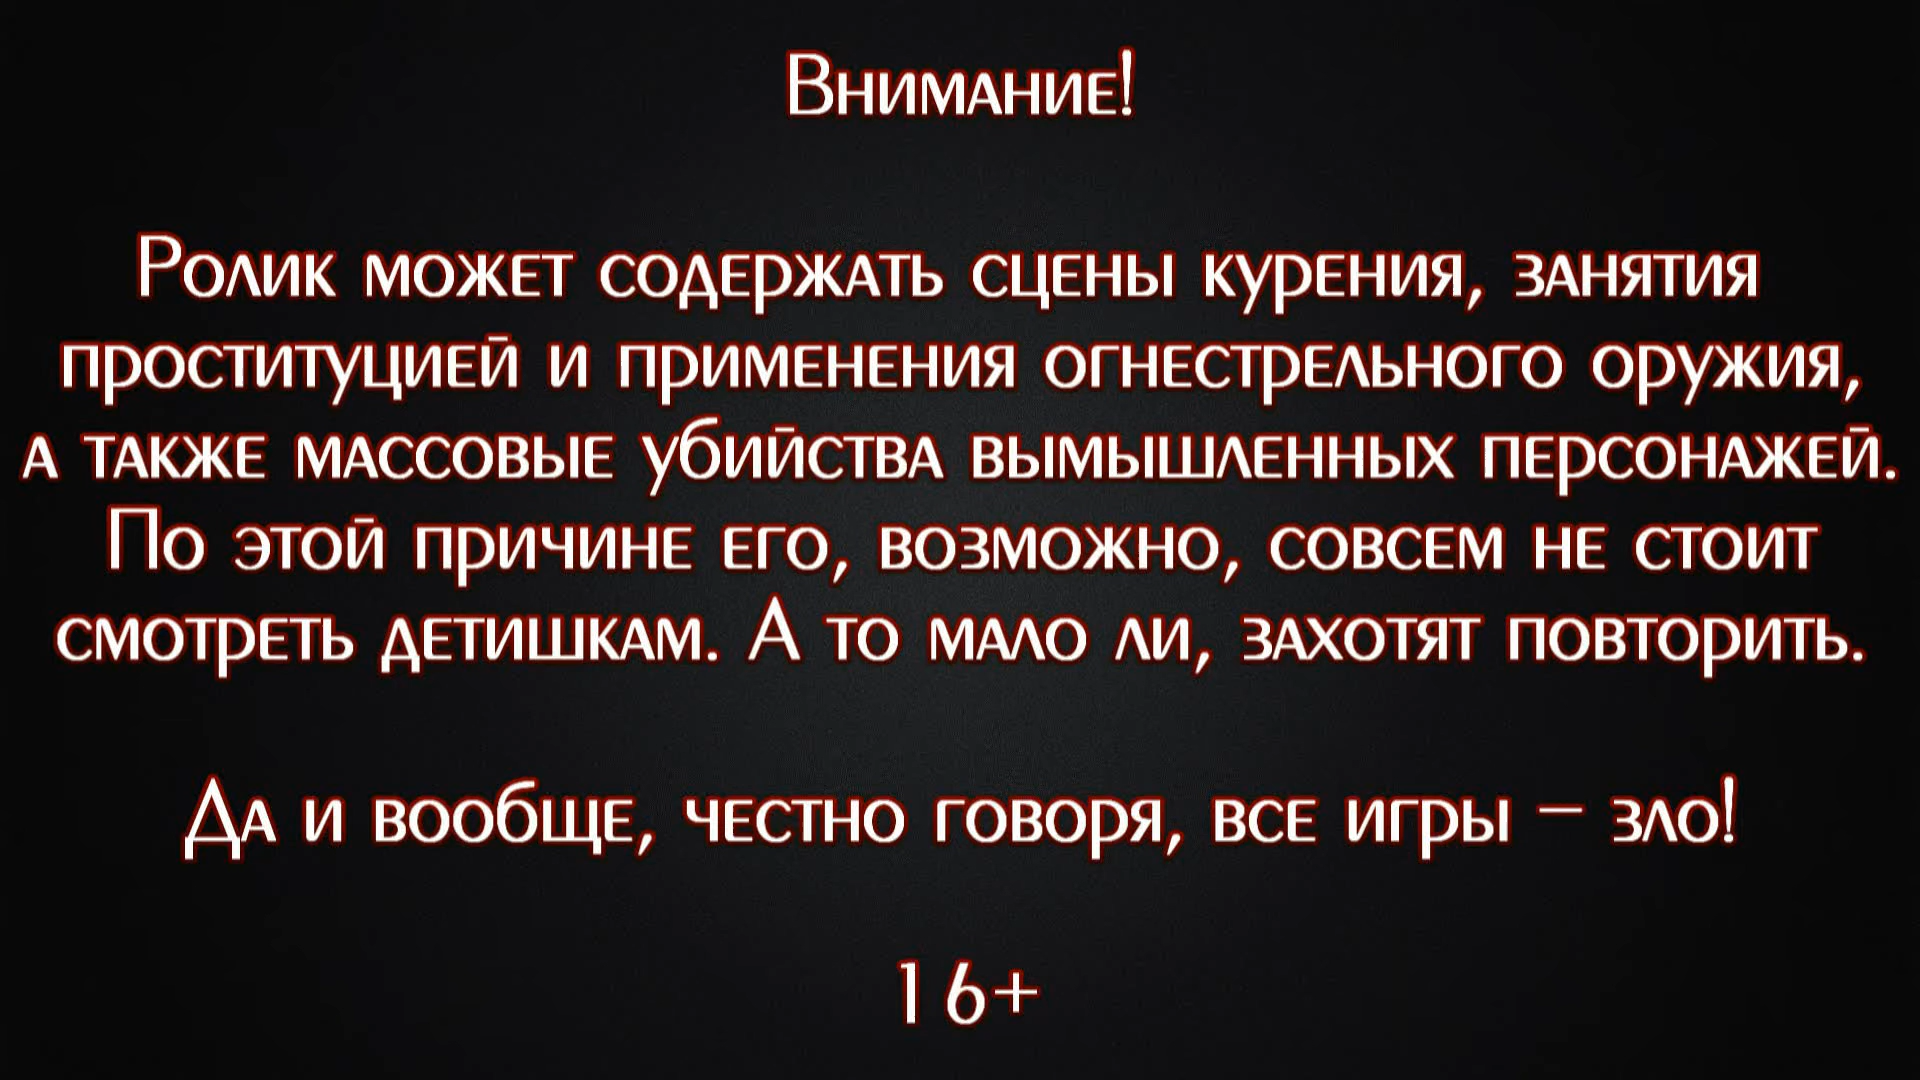 Внимание!
Ролик может содержать сцены курения, занятия
проституцией и применения огнестрельного оружия,
а также массовые убийства вымышленных персонажей.
По этой причине его, возможно, совсем не стоит
смотреть детишкам. А то мало ли, захотят повторить.
Да и вообще, честно говоря, все игры – зло!
16+